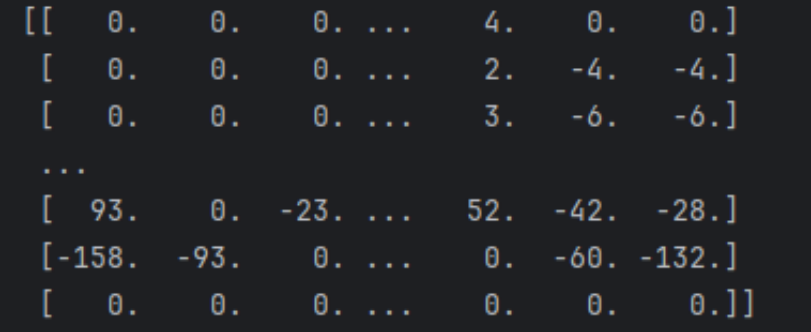 [[ 0. 0. 0. ... 4. 0. 0.]
[ 0. 0. 0. ... 2. -4. -4.]
[ 0. 0. 0. ... 3. -6. -6.]
...
[ 93. 0. -23. ... 52. -42. -28.]
[-158. -93. 0. ... 0. -60. -132.]
[ 0. 0. 0. ... 0. 0. 0.]]